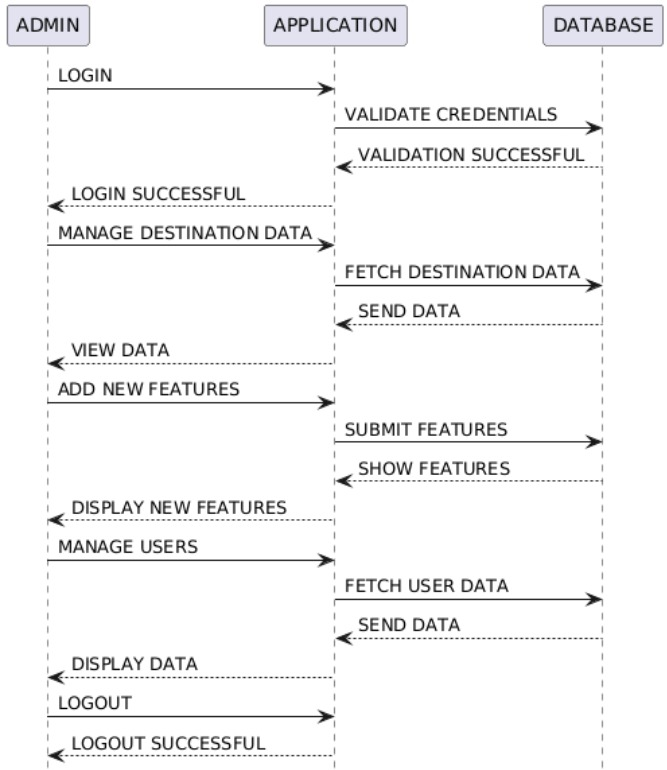 ADMIN APPLICATION DATABASE
LOGIN
VALIDATE CREDENTIALS
VALIDATION SUCCESSFUL
LOGIN SUCCESSFUL
MANAGE DESTINATION DATA
FETCH DESTINATION DATA
SEND DATA
VIEW DATA
ADD NEW FEATURES
SUBMIT FEATURES
SHOW FEATURES
DISPLAY NEW FEATURES
MANAGE USERS
FETCH USER DATA
SEND DATA
DISPLAY DATA
LOGOUT
LOGOUT SUCCESSFUL